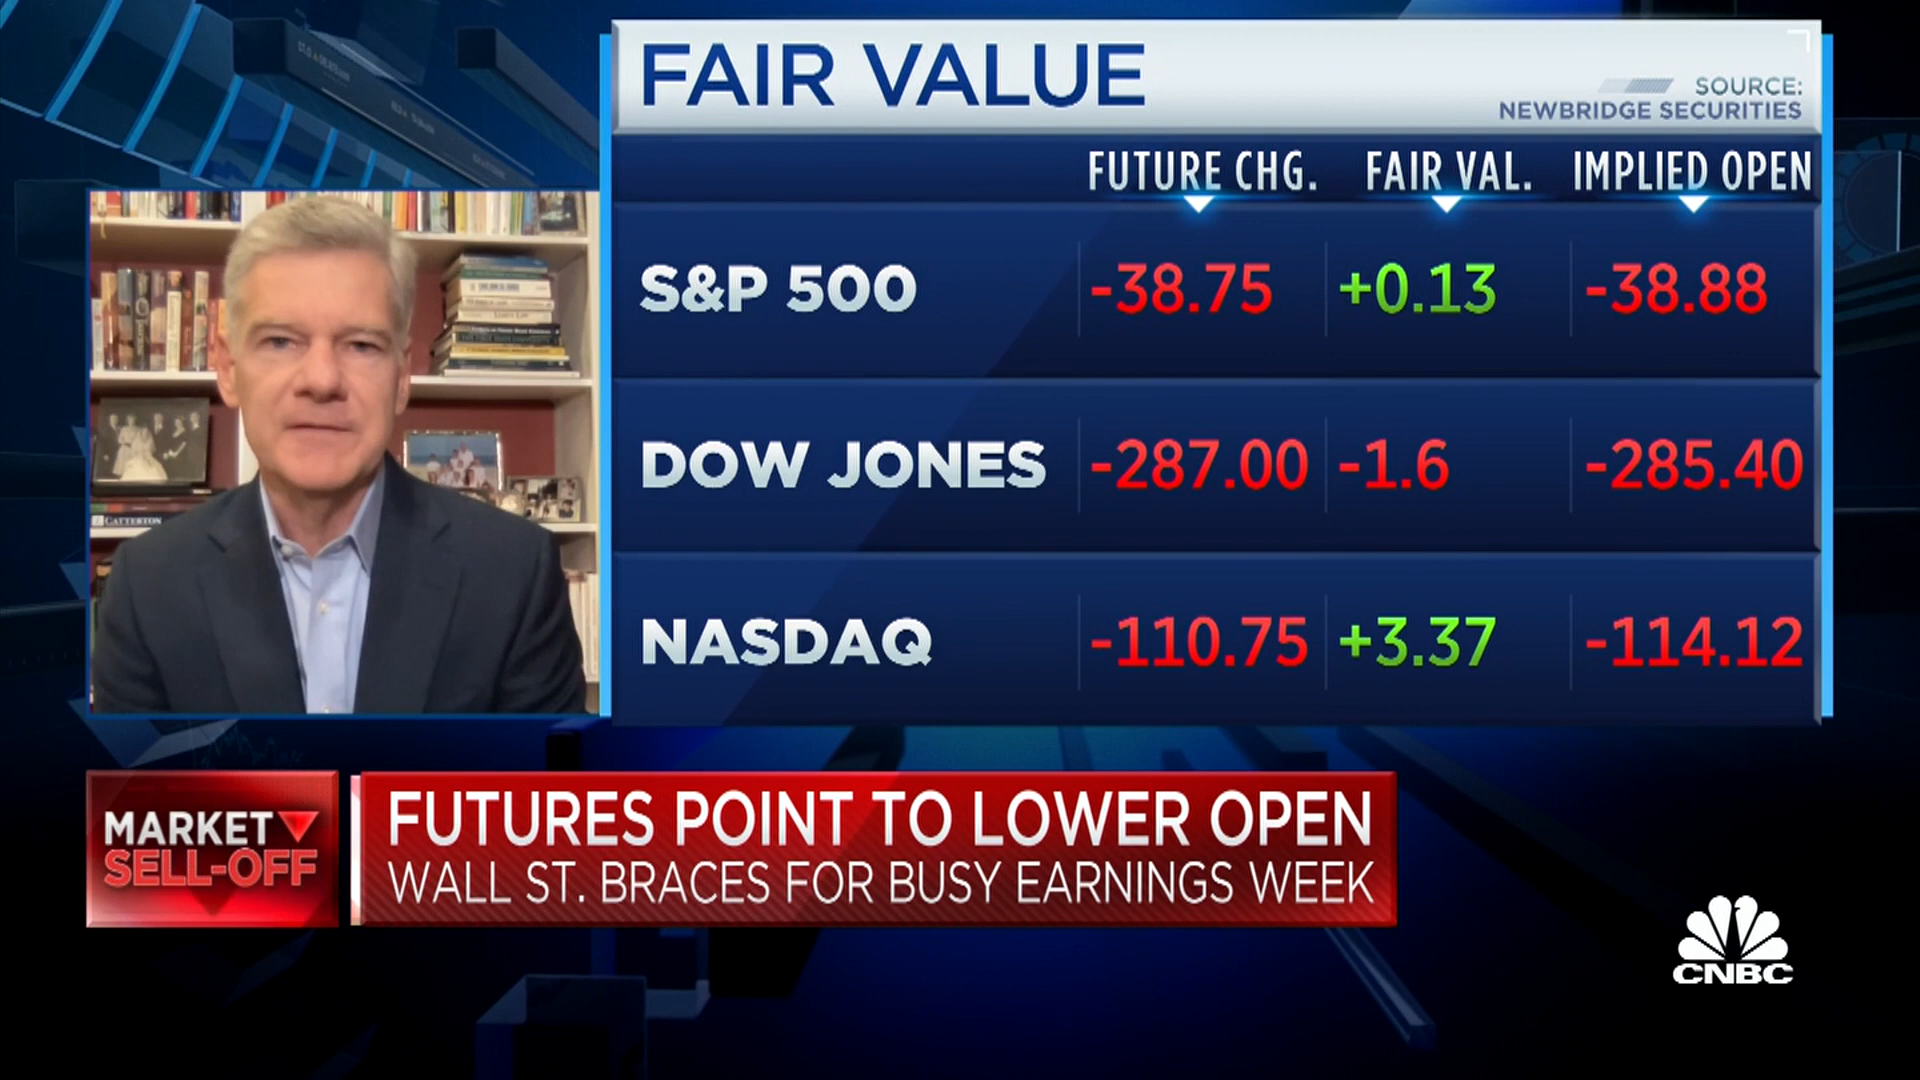 FAIR VALUE
SOURCE:
NEWBRIDGE SECURITIES
FUTURE CHG. FAIR VAL. IMPLIED OPEN
S&P 500 -38.75 +0.13 -38.88
DOW JONES -287.00 -1.6 -285.40
NASDAQ -110.75 +3.37 -114.12
CATTERTON
MARKET
SELL-OFF
FUTURES POINT TO LOWER OPEN
WALL ST. BRACES FOR BUSY EARNINGS WEEK
CNBC